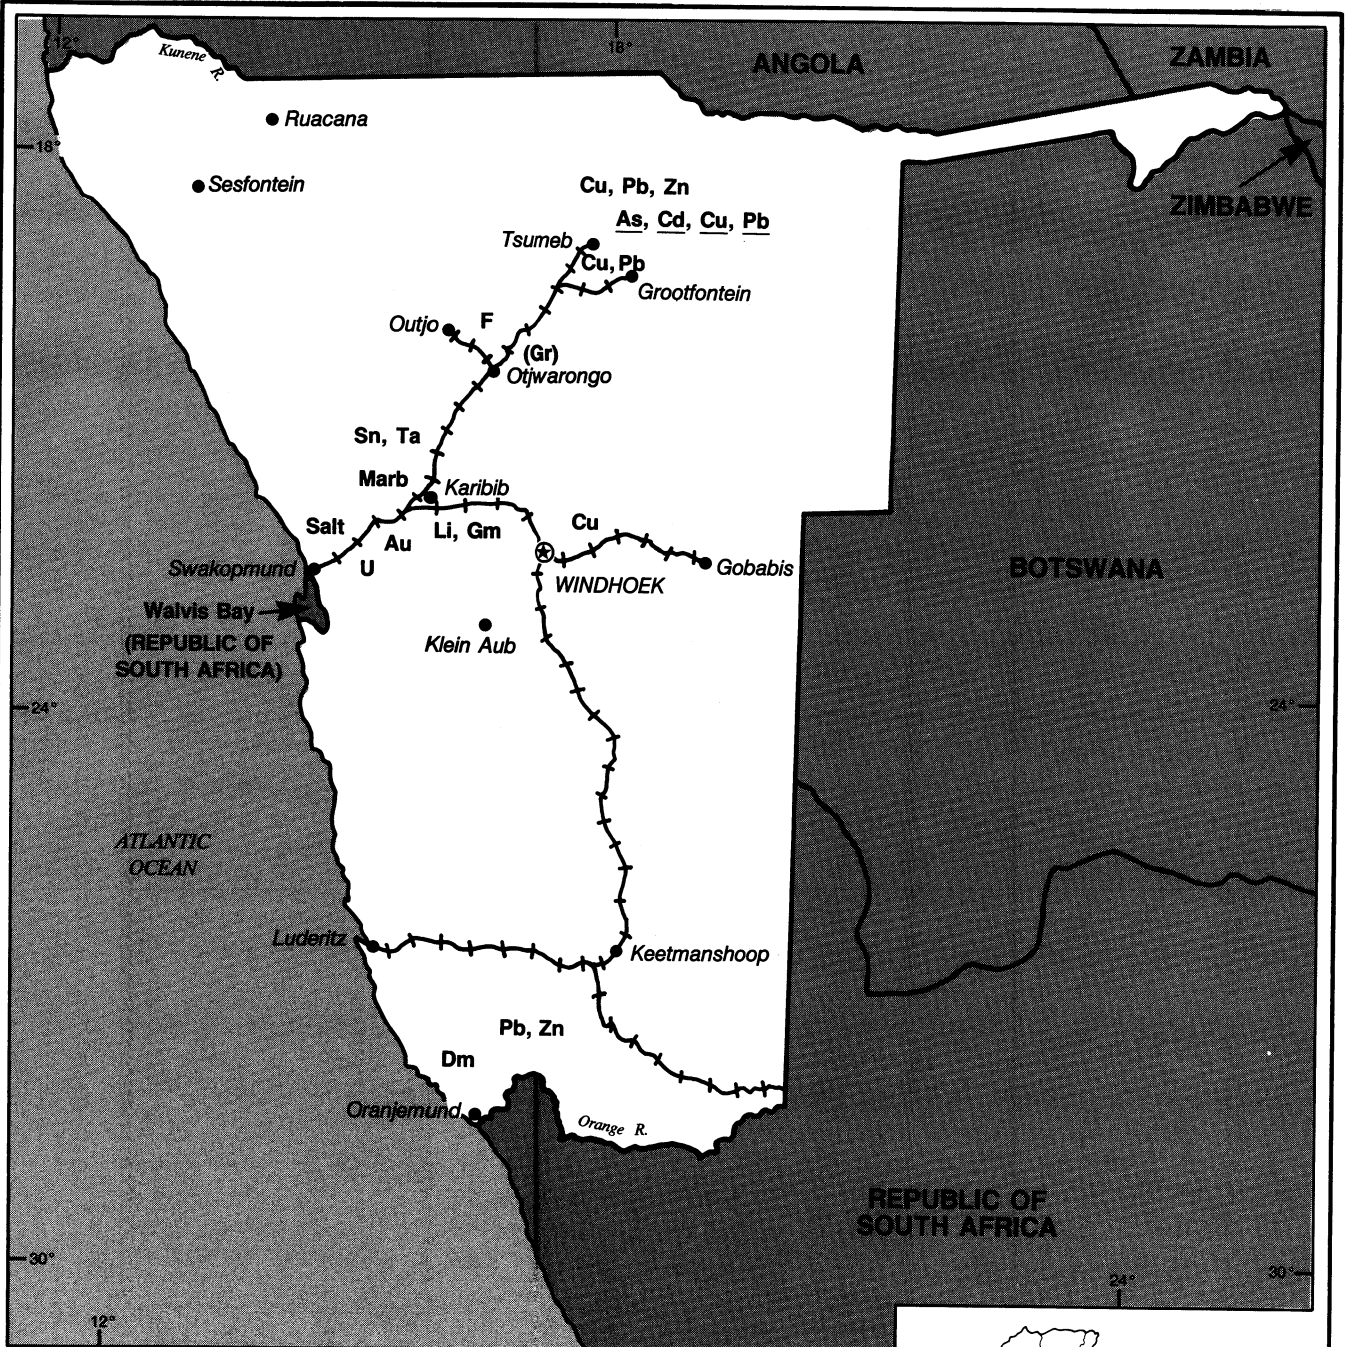 12°
18°
Kunene R.
ANGOLA
ZAMBIA
Ruacana
18°
Sesfontein
Cu, Pb, Zn
ZIMBABWE
As, Cd, Cu, Pb
Tsumeb
Cu, Pb
Grootfontein
Outjo
F
(Gr)
Otjwarongo
Sn, Ta
Marb
Karibib
Salt
Au
Li, Gm
Cu
U
Swakopmund
WINDHOEK
Gobabis
BOTSWANA
Walvis Bay
(REPUBLIC OF
SOUTH AFRICA)
Klein Aub
24°
24°
ATLANTIC
OCEAN
Luderitz
Keetmanshoop
Pb, Zn
Dm
Oranjemund
Orange R.
REPUBLIC OF
SOUTH AFRICA
30°
30°
24°
12°